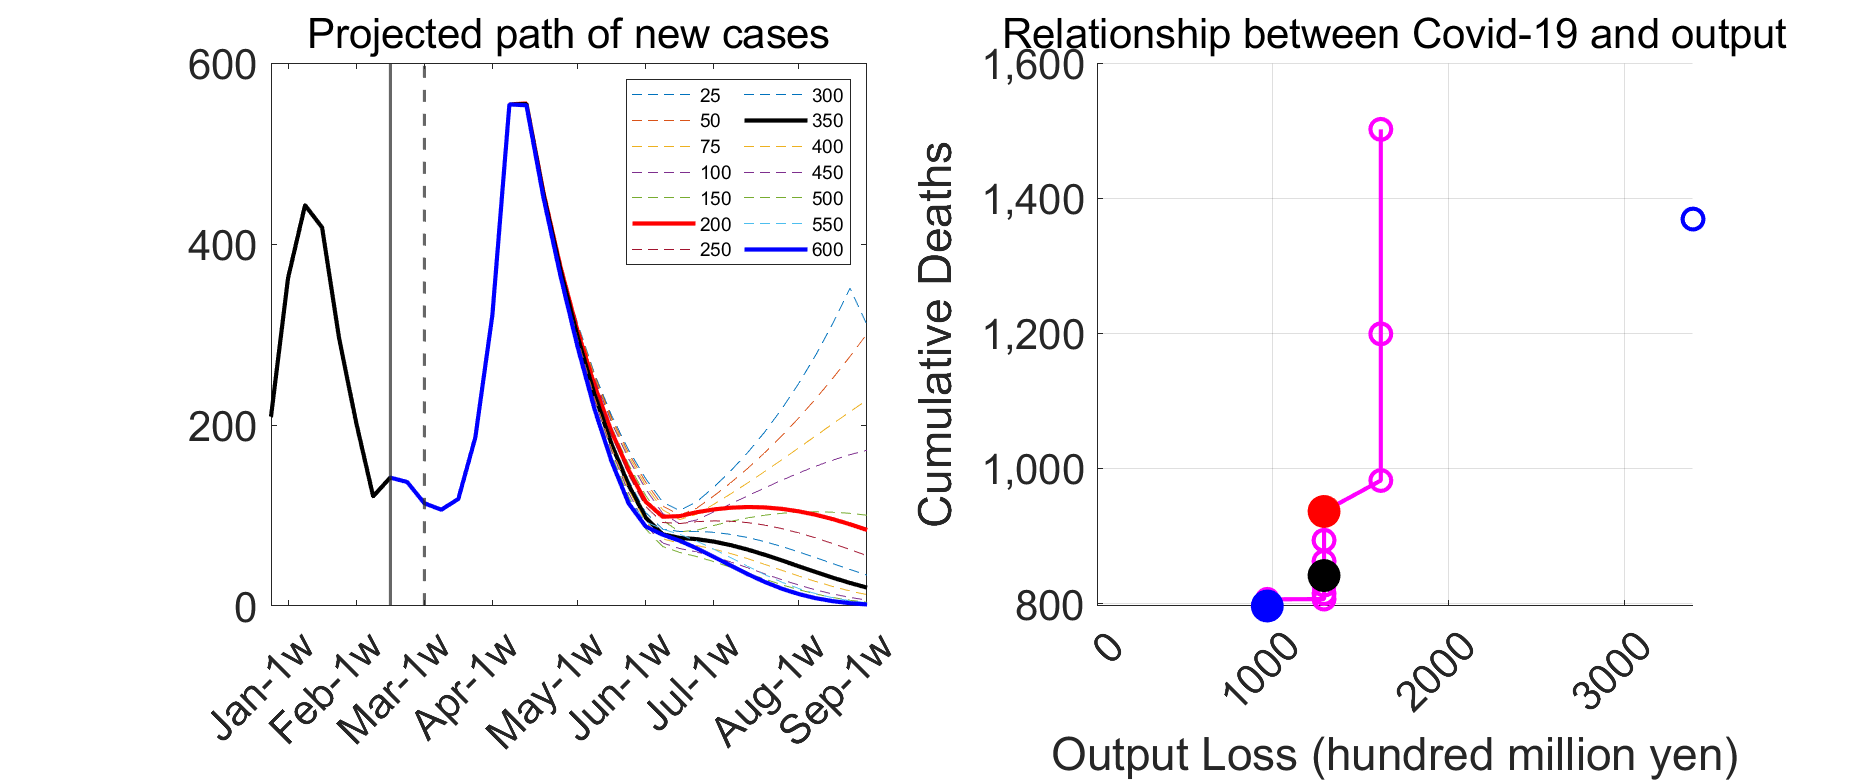 Projected path of new cases
600
400
200
0
25
50
75
100
150
200
250
300
350
400
450
500
550
600
Jan-1w
Feb-1w
Mar-1w
Apr-1w
May-1w
Jun-1w
Jul-1w
Aug-1w
Sep-1w
Relationship between Covid-19 and output
Cumulative Deaths
1,600
1,400
1,200
1,000
800
0
1000
2000
3000
Output Loss (hundred million yen)